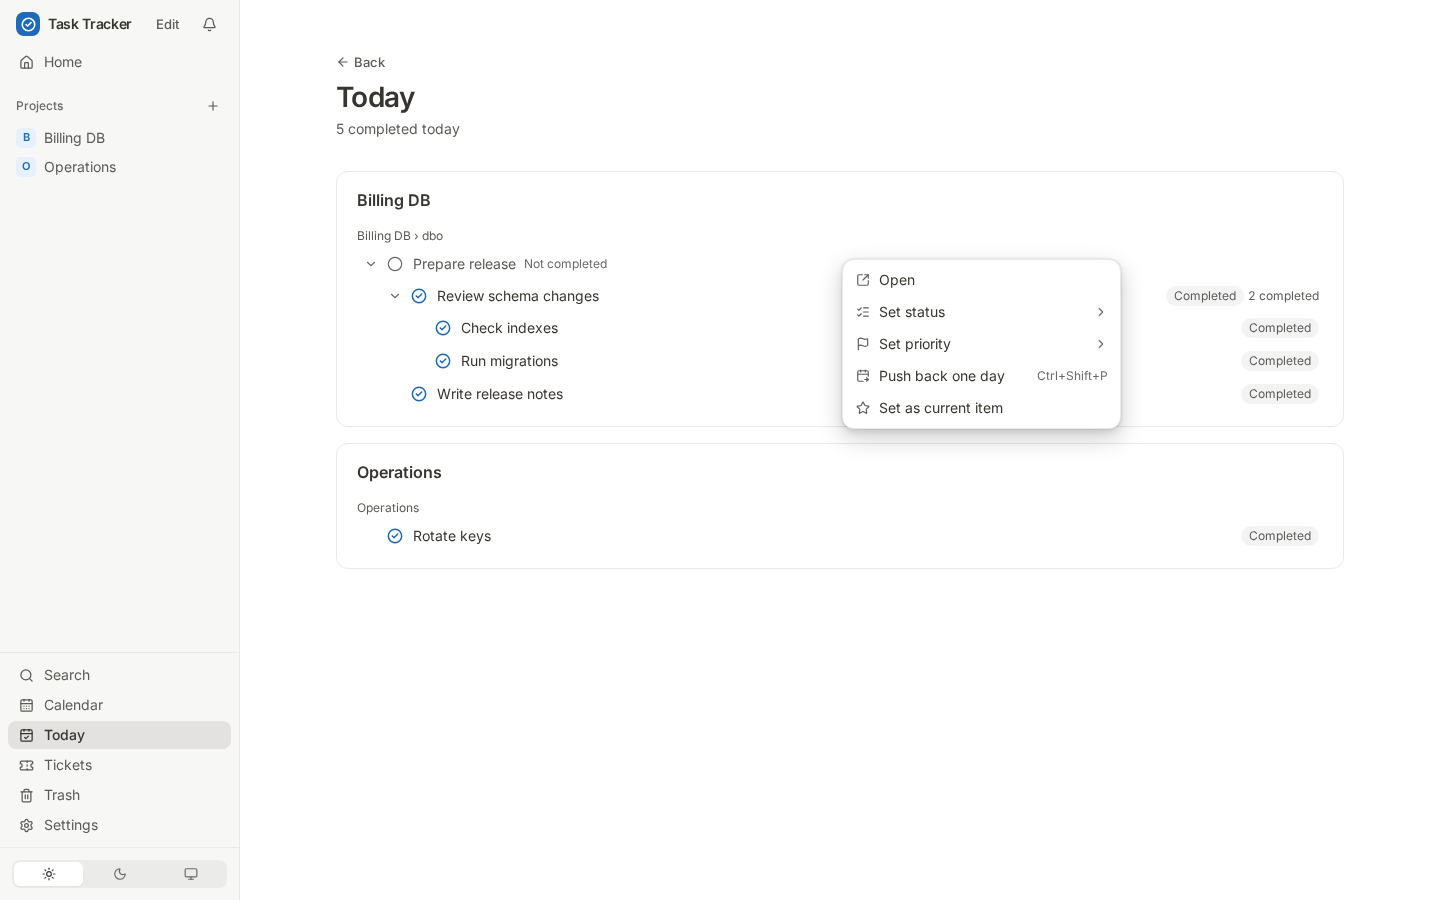 Task Tracker
Edit
Home
Projects
B Billing DB
O Operations
Search
Calendar
Today
Tickets
Trash
Settings
Back
Today
5 completed today
Billing DB
Billing DB › dbo
Prepare release Not completed
Review schema changes Completed 2 completed
Check indexes Completed
Run migrations Completed
Write release notes Completed
Open
Set status
Set priority
Push back one day Ctrl+Shift+P
Set as current item
Operations
Operations
Rotate keys Completed